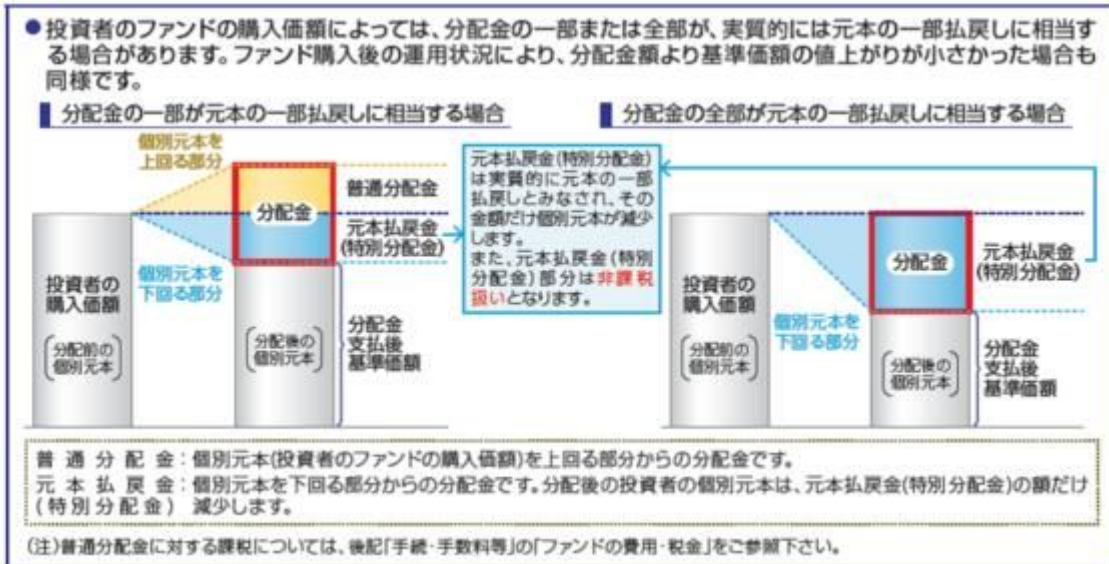 ●投資者のファンドの購入価額によっては、分配金の一部または全部が、実質的には元本の一部払戻しに相当す
る場合があります。ファンド購入後の運用状況により、分配金額より基準価額の値上がりが小さかった場合も
同様です。
分配金の一部が元本の一部払戻しに相当する場合
個別元本を
上回る部分
普通分配金
分配金
元本払戻金
(特別分配金)
投資者の
購入価額
(分配前の
個別元本)
個別元本を
下回る部分
(分配後の
個別元本)
分配金
支払後
基準価額
元本払戻金(特別分配金)
は実質的に元本の一部
払戻しとみなされ、その
金額だけ個別元本が減少
します。
また、元本払戻金(特別
分配金)部分は非課税
扱いとなります。
分配金の全部が元本の一部払戻しに相当する場合
投資者の
購入価額
(分配前の
個別元本)
個別元本を
下回る部分
分配金
元本払戻金
(特別分配金)
(分配後の
個別元本)
分配金
支払後
基準価額
普通分配金:個別元本(投資者のファンドの購入価額)を上回る部分からの分配金です。
元本払戻金:個別元本を下回る部分からの分配金です。分配後の投資者の個別元本は、元本払戻金(特別分配金)の額だけ
(特別分配金) 減少します。
(注)普通分配金に対する課税については、後記「手続・手数料等」の「ファンドの費用・税金」をご参照下さい。